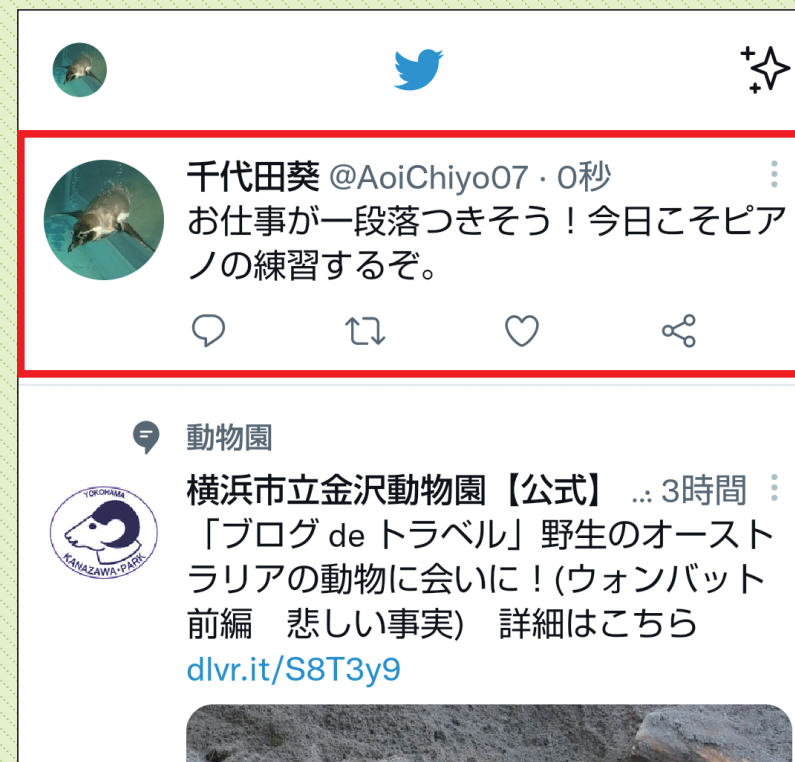 千代田葵 @AoiChiyo07 · 0秒
お仕事が一段落つきそう！今日こそピア
ノの練習するぞ。
動物園
横浜市立金沢動物園【公式】 ... · 3時間
「ブログ de トラベル」野生のオースト
ラリアの動物に会いに！(ウォンバット
前編　悲しい事実)　詳細はこちら
dlvr.it/S8T3y9
YOKOHAMA
KANAZAWA·PARK